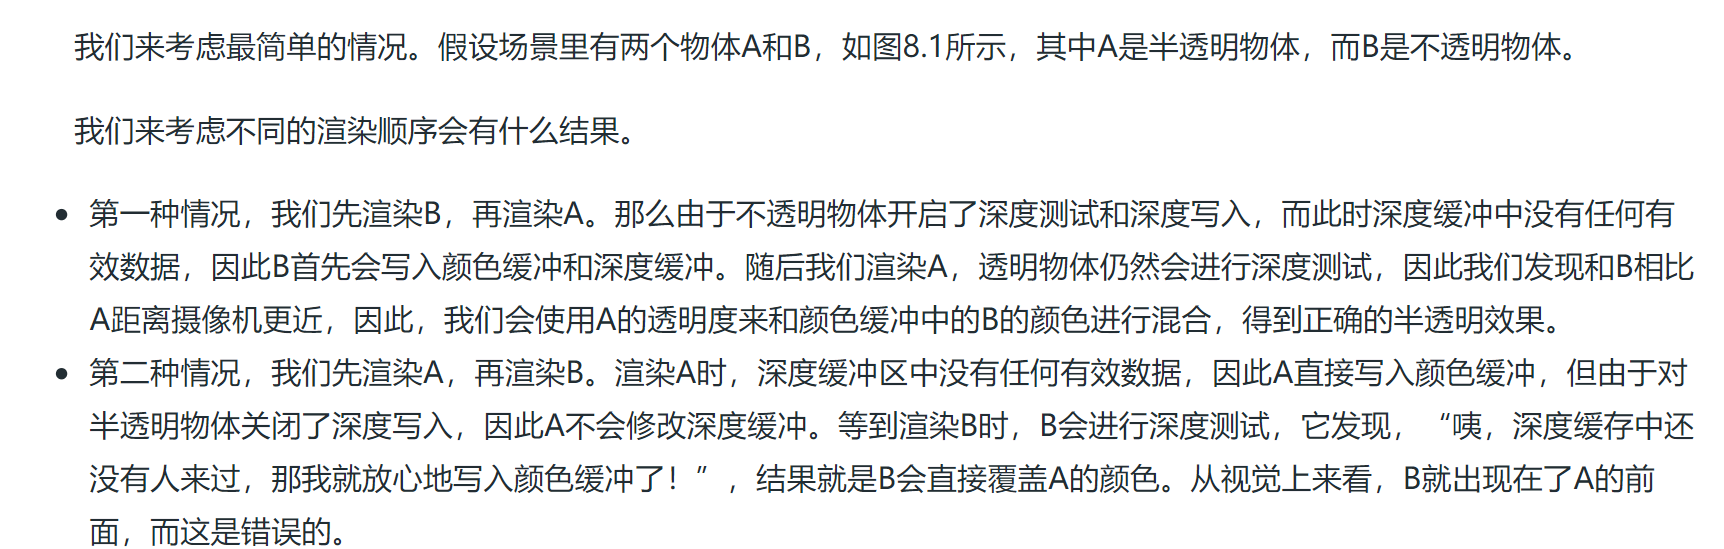 我们来考虑最简单的情况。假设场景里有两个物体A和B，如图8.1所示，其中A是半透明物体，而B是不透明物体。
我们来考虑不同的渲染顺序会有什么结果。
• 第一种情况，我们先渲染B，再渲染A。那么由于不透明物体开启了深度测试和深度写入，而此时深度缓冲中没有任何有
效数据，因此B首先会写入颜色缓冲和深度缓冲。随后我们渲染A，透明物体仍然会进行深度测试，因此我们发现和B相比
A距离摄像机更近，因此，我们会使用A的透明度来和颜色缓冲中的B的颜色进行混合，得到正确的半透明效果。
• 第二种情况，我们先渲染A，再渲染B。渲染A时，深度缓冲区中没有任何有效数据，因此A直接写入颜色缓冲，但由于对
半透明物体关闭了深度写入，因此A不会修改深度缓冲。等到渲染B时，B会进行深度测试，它发现，“咦，深度缓存中还
没有人来过，那我就放心地写入颜色缓冲了！”，结果就是B会直接覆盖A的颜色。从视觉上来看，B就出现在了A的前
面，而这是错误的。